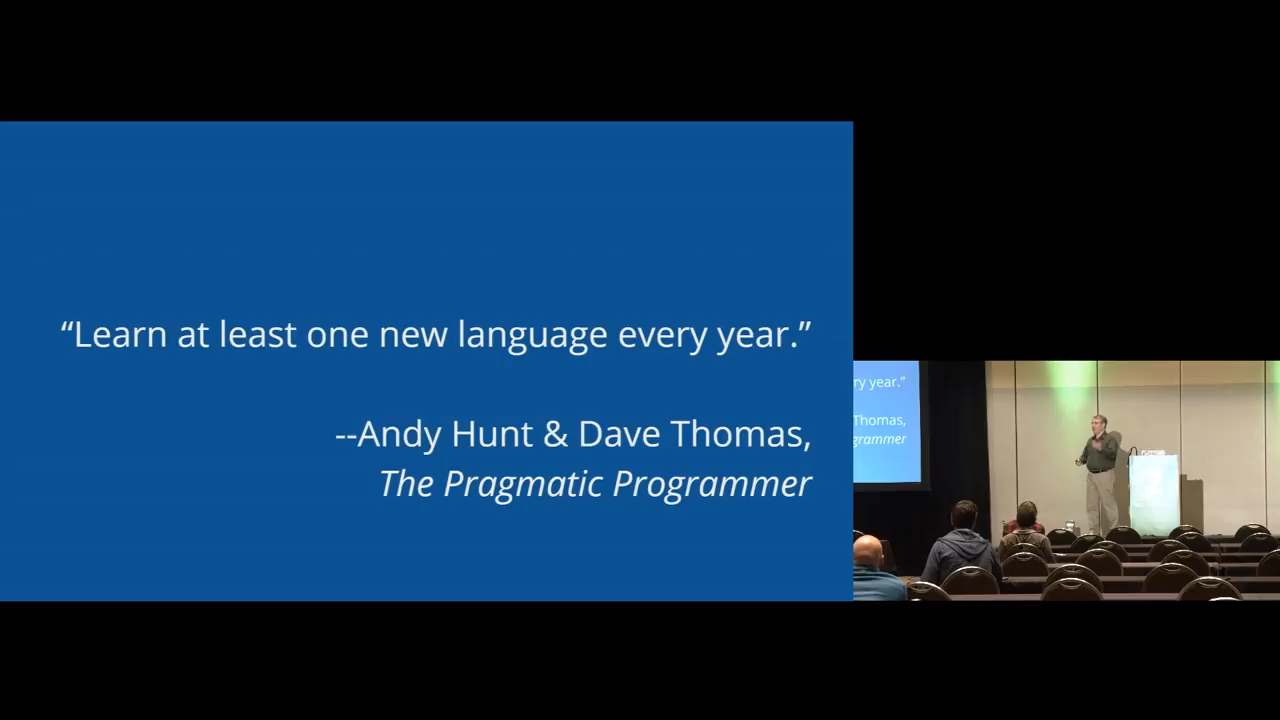 “Learn at least one new language every year.”
--Andy Hunt & Dave Thomas,
The Pragmatic Programmer
ry year.”
Thomas,
grammer